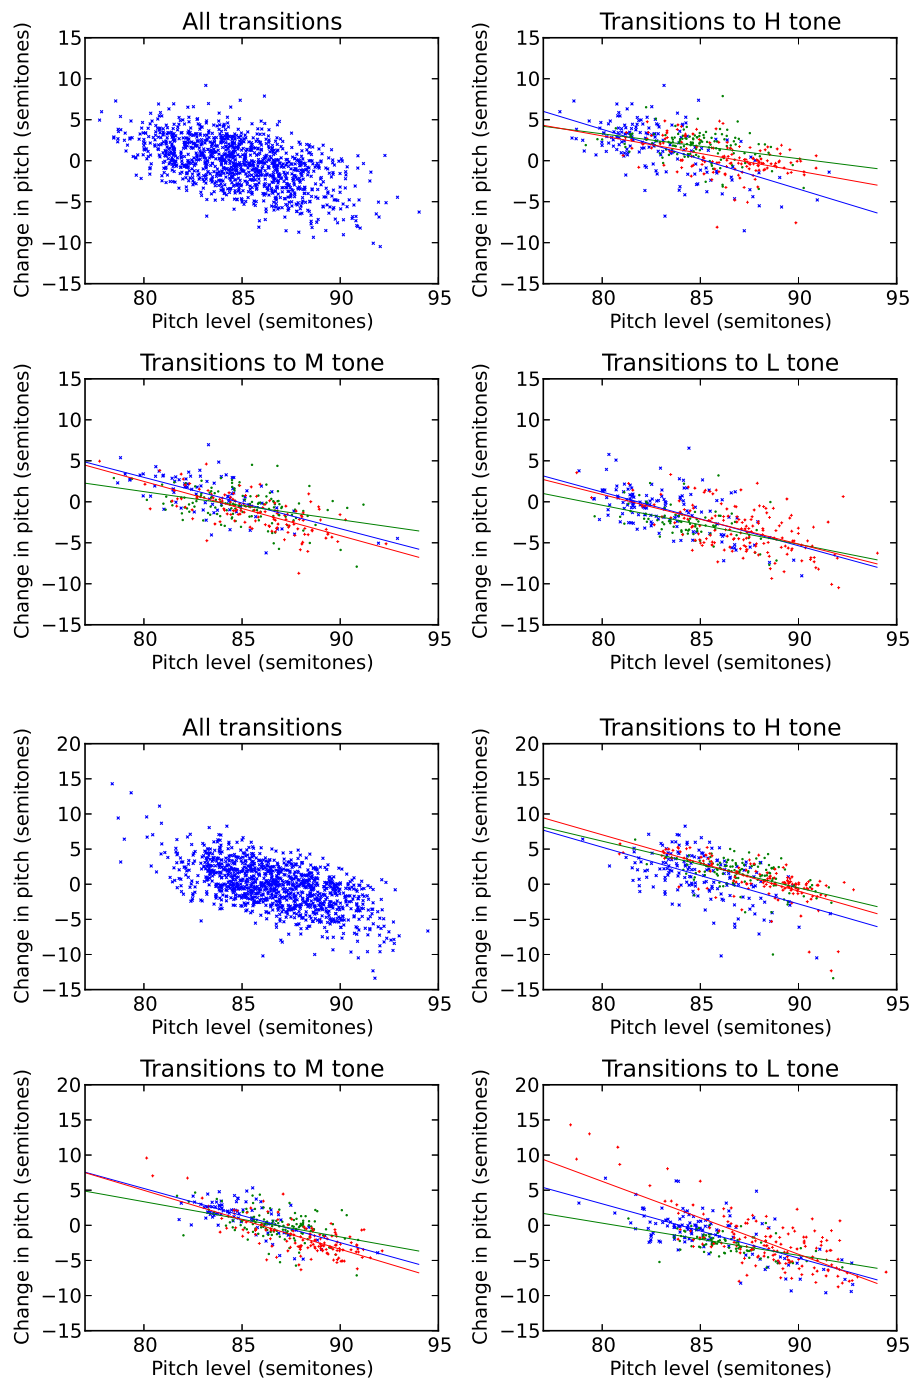 All transitions
15
10
5
0
−5
−10
−15
80 85 90 95
Change in pitch (semitones)
Pitch level (semitones)
Transitions to H tone
15
10
5
0
−5
−10
−15
80 85 90 95
Change in pitch (semitones)
Pitch level (semitones)
Transitions to M tone
15
10
5
0
−5
−10
−15
80 85 90 95
Change in pitch (semitones)
Pitch level (semitones)
Transitions to L tone
15
10
5
0
−5
−10
−15
80 85 90 95
Change in pitch (semitones)
Pitch level (semitones)
All transitions
20
15
10
5
0
−5
−10
−15
80 85 90 95
Change in pitch (semitones)
Pitch level (semitones)
Transitions to H tone
20
15
10
5
0
−5
−10
−15
80 85 90 95
Change in pitch (semitones)
Pitch level (semitones)
Transitions to M tone
20
15
10
5
0
−5
−10
−15
80 85 90 95
Change in pitch (semitones)
Pitch level (semitones)
Transitions to L tone
20
15
10
5
0
−5
−10
−15
80 85 90 95
Change in pitch (semitones)
Pitch level (semitones)